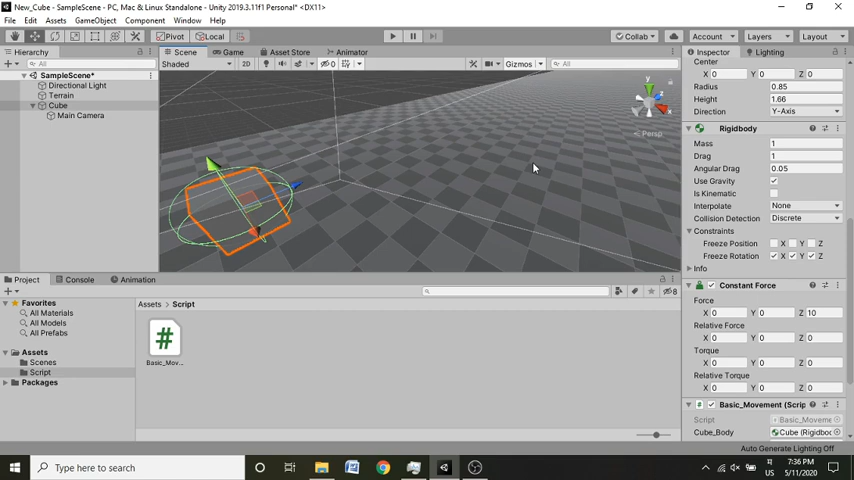 New_Cube - SampleScene - PC, Mac & Linux Standalone - Unity 2019.3.11f1 Personal* <DX11>
File Edit Assets GameObject Component Window Help
Pivot Local Collab Account Layers Layout
Hierarchy Scene Game Asset Store Animator Inspector Lighting
All Shaded 2D 0 Gizmos All
SampleScene*
Directional Light
Terrain
Cube
Main Camera
y
z
x
Persp
Center
X 0 Y 0 Z 0
Radius 0.85
Height 1.66
Direction Y-Axis
Rigidbody
Mass 1
Drag 1
Angular Drag 0.05
Use Gravity
Is Kinematic
Interpolate None
Collision Detection Discrete
Constraints
Freeze Position X Y Z
Freeze Rotation X Y Z
Info
Constant Force
Force
X 0 Y 0 Z 10
Relative Force
X 0 Y 0 Z 0
Torque
X 0 Y 0 Z 0
Relative Torque
X 0 Y 0 Z 0
Basic_Movement (Scrip
Script Basic_Moveme
Cube_Body Cube (Rigidboc
Project Console Animation
8
Favorites
All Materials
All Models
All Prefabs
Assets
Scenes
Script
Packages
Assets > Script
#
Basic_Mov...
Auto Generate Lighting Off
Type here to search
US
7:36 PM
5/11/2020